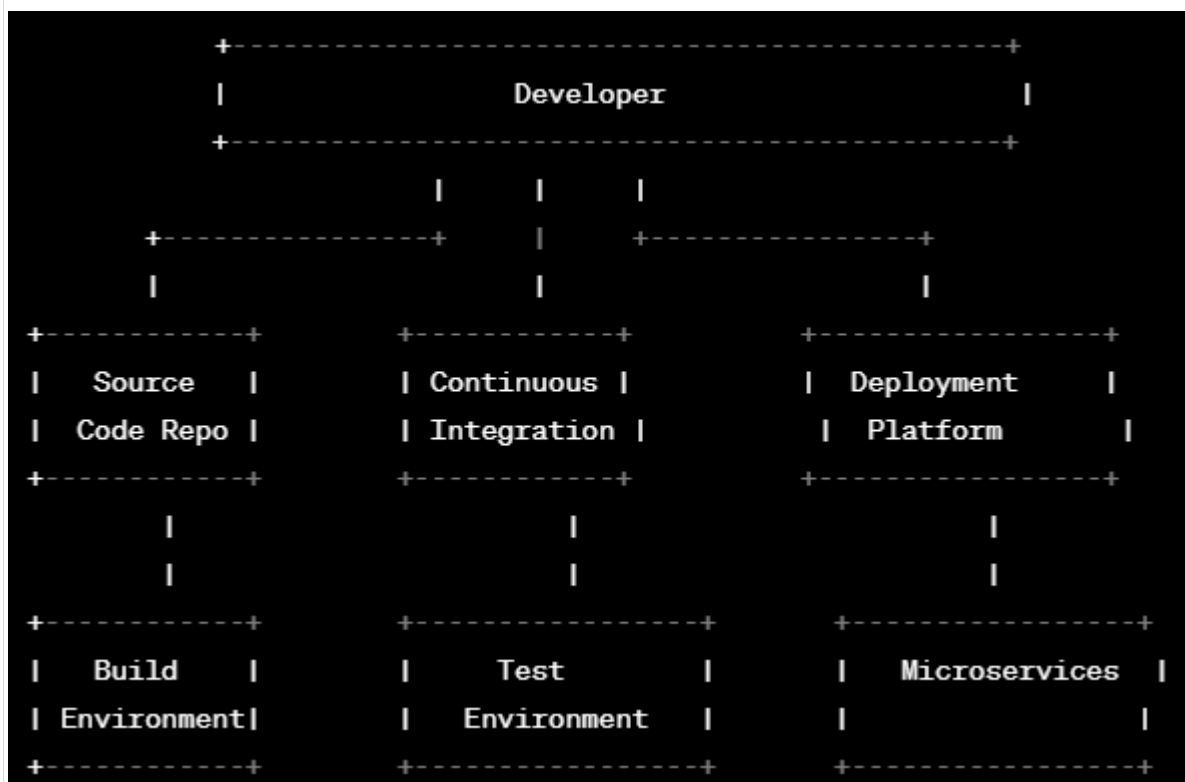 +----------------------------------------------+
|                 Developer                     |
+----------------------------------------------+
|     |     |
+----------------+     |     +----------------+
|                      |                      |
+------------+        +------------+          +-----------------+
|   Source   |        | Continuous |          |  Deployment     |
|  Code Repo |        | Integration |          |  Platform       |
+------------+        +------------+          +-----------------+
|                       |                        |
|                       |                        |
+------------+        +-----------------+       +-----------------+
|   Build    |        |     Test        |       |   Microservices  |
| Environment|        |   Environment   |       |                 |
+------------+        +-----------------+       +-----------------+